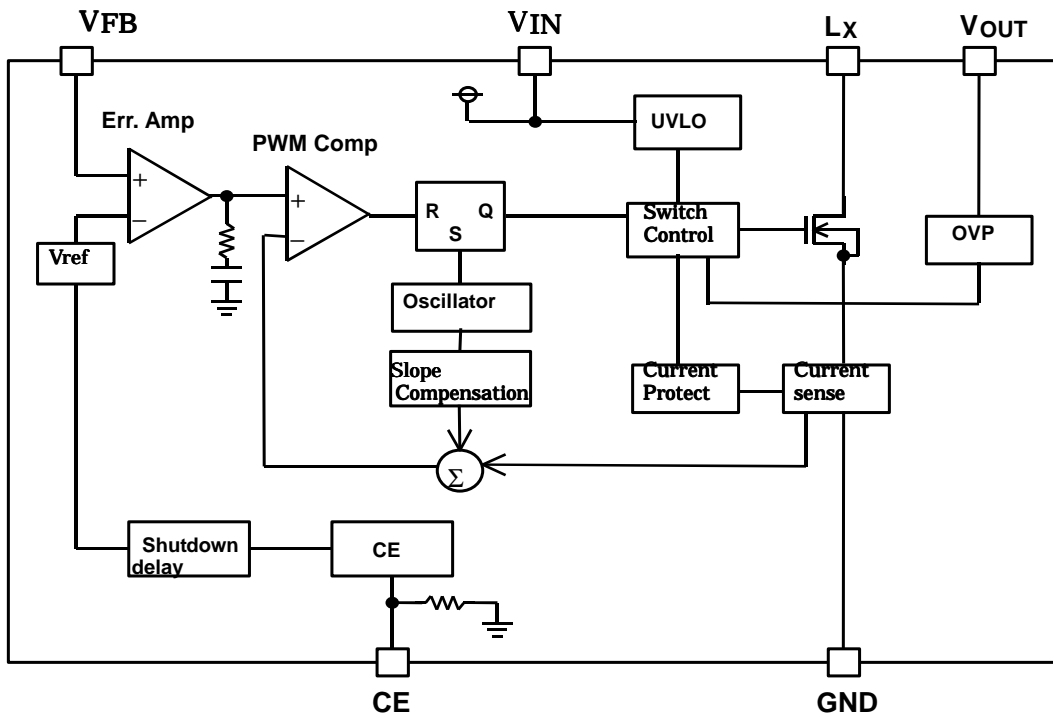 VFB
VIN
LX
VOUT
Err. Amp
PWM Comp
UVLO
+
−
+
−
R Q
S
Switch
Control
OVP
Vref
Oscillator
Slope
Compensation
Current
Protect
Current
sense
Σ
Shutdown
delay
CE
CE
GND